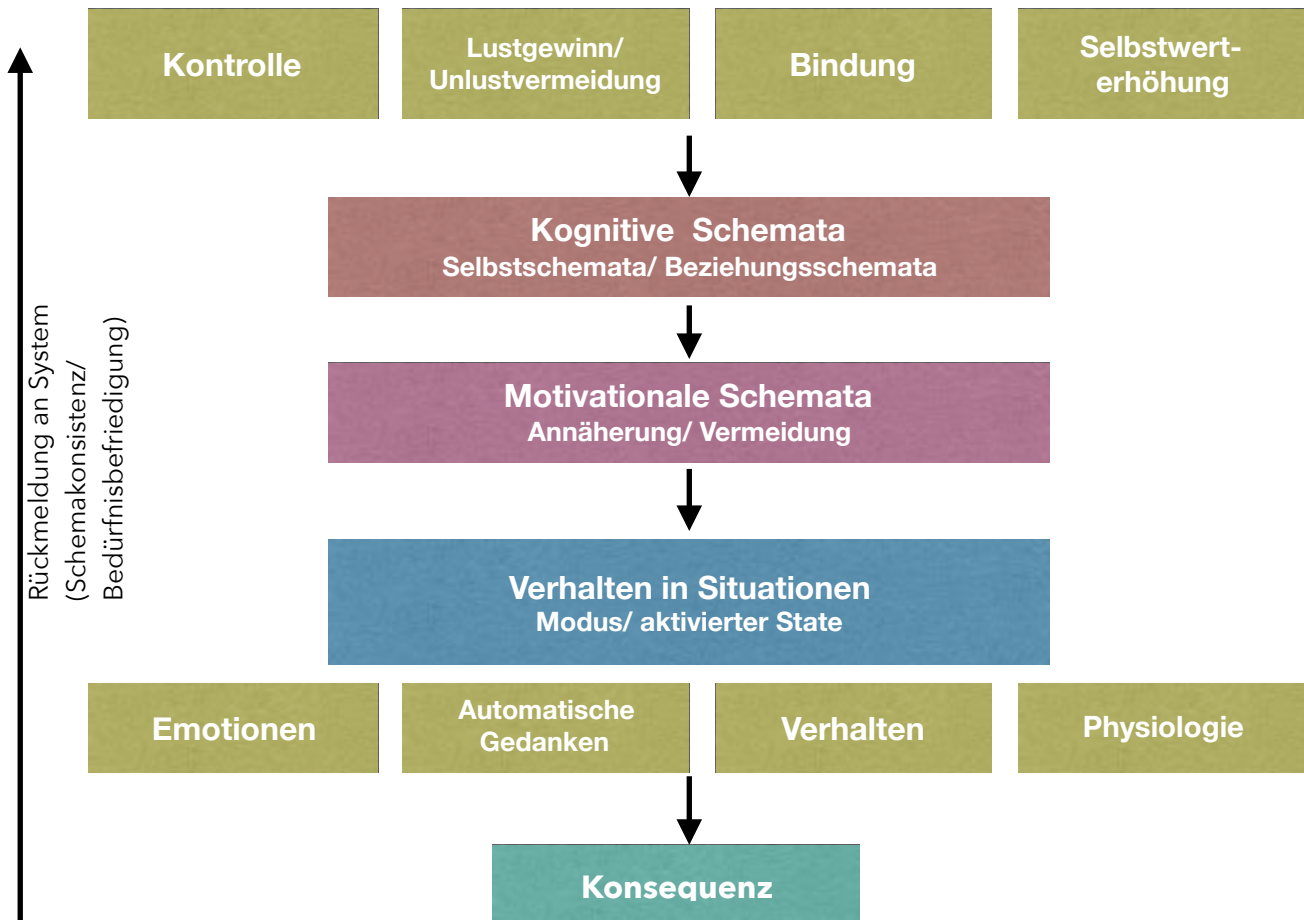 Kontrolle
Lustgewinn/
Unlustvermeidung
Bindung
Selbstwert-
erhöhung
Kognitive Schemata
Selbstschemata/ Beziehungsschemata
Motivationale Schemata
Annäherung/ Vermeidung
Rückmeldung an System
(Schemakonsistenz/
Bedürfnisbefriedigung)
Verhalten in Situationen
Modus/ aktivierter State
Emotionen
Automatische
Gedanken
Verhalten
Physiologie
Konsequenz